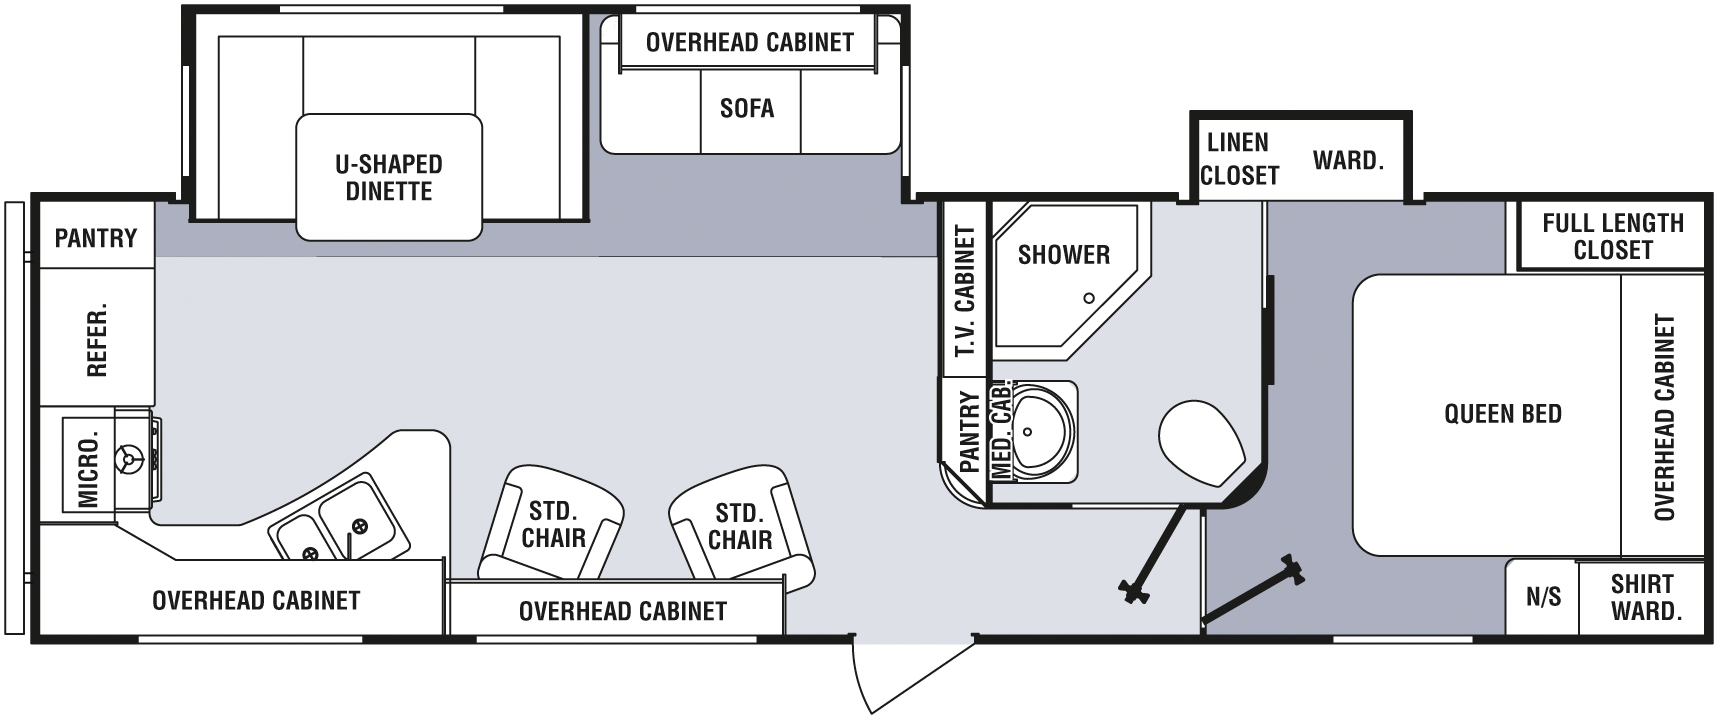 OVERHEAD CABINET
SOFA
U-SHAPED
DINETTE
LINEN
CLOSET
WARD.
PANTRY
REFER.
MICRO.
T.V. CABINET
PANTRY
MED. CAB.
SHOWER
FULL LENGTH
CLOSET
QUEEN BED
OVERHEAD CABINET
STD.
CHAIR
STD.
CHAIR
OVERHEAD CABINET
OVERHEAD CABINET
N/S
SHIRT
WARD.